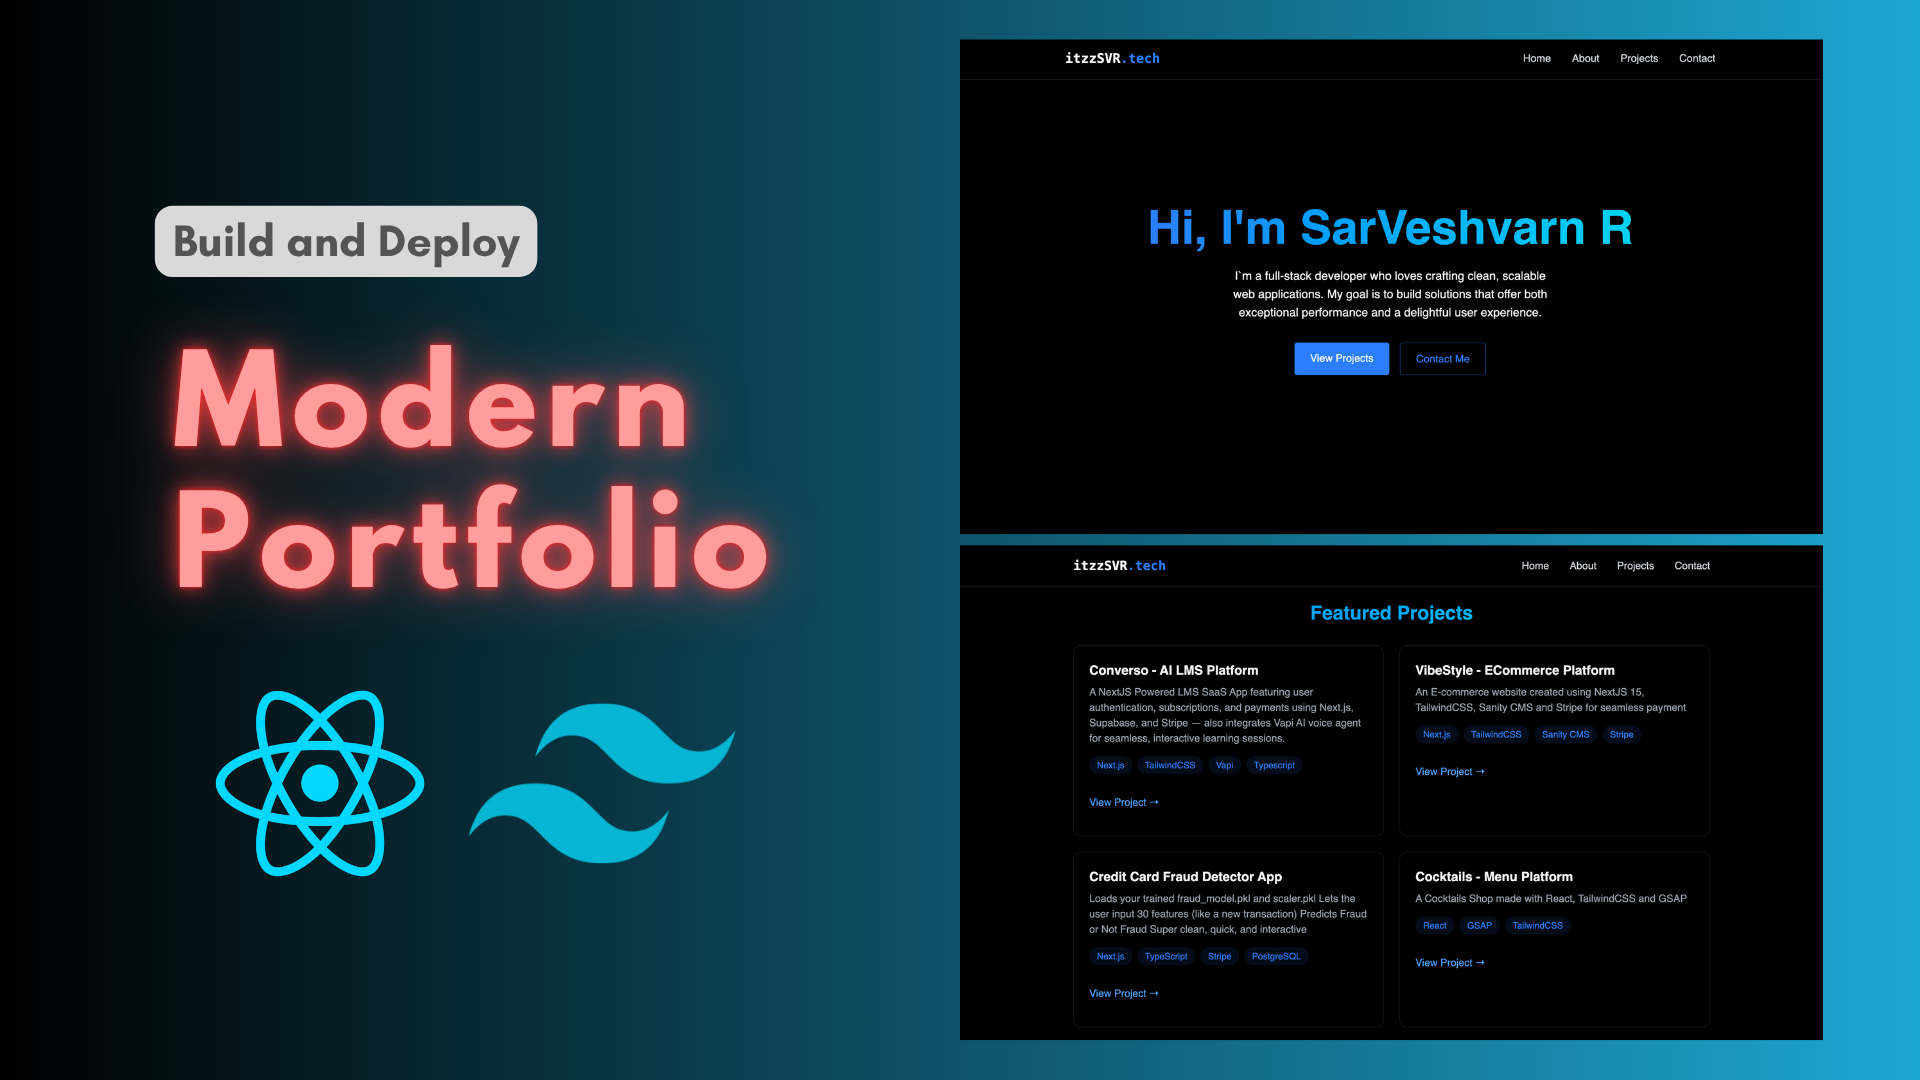 Build and Deploy
Modern
Portfolio
itzzSVR.tech
Home About Projects Contact
Hi, I'm SarVeshvarn R
I`m a full-stack developer who loves crafting clean, scalable
web applications. My goal is to build solutions that offer both
exceptional performance and a delightful user experience.
View Projects Contact Me
itzzSVR.tech
Home About Projects Contact
Featured Projects
Converso - AI LMS Platform
A NextJS Powered LMS SaaS App featuring user
authentication, subscriptions, and payments using Next.js,
Supabase, and Stripe — also integrates Vapi AI voice agent
for seamless, interactive learning sessions.
Next.js TailwindCSS Vapi Typescript
View Project →
VibeStyle - ECommerce Platform
An E-commerce website created using NextJS 15,
TailwindCSS, Sanity CMS and Stripe for seamless payment
Next.js TailwindCSS Sanity CMS Stripe
View Project →
Credit Card Fraud Detector App
Loads your trained fraud_model.pkl and scaler.pkl Lets the
user input 30 features (like a new transaction) Predicts Fraud
or Not Fraud Super clean, quick, and interactive
Next.js TypeScript Stripe PostgreSQL
View Project →
Cocktails - Menu Platform
A Cocktails Shop made with React, TailwindCSS and GSAP
React GSAP TailwindCSS
View Project →